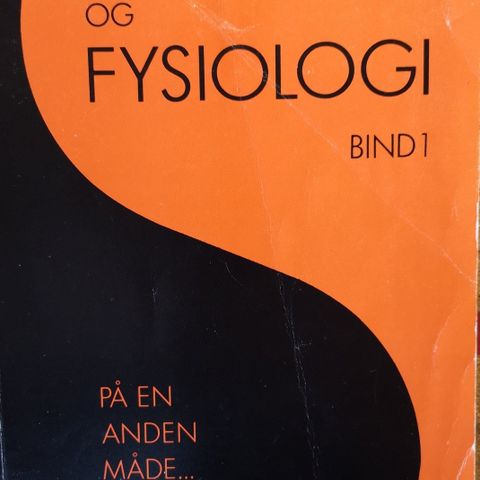 OG
FYSIOLOGI
BIND 1
PÅ EN
ANDEN
MÅDE...